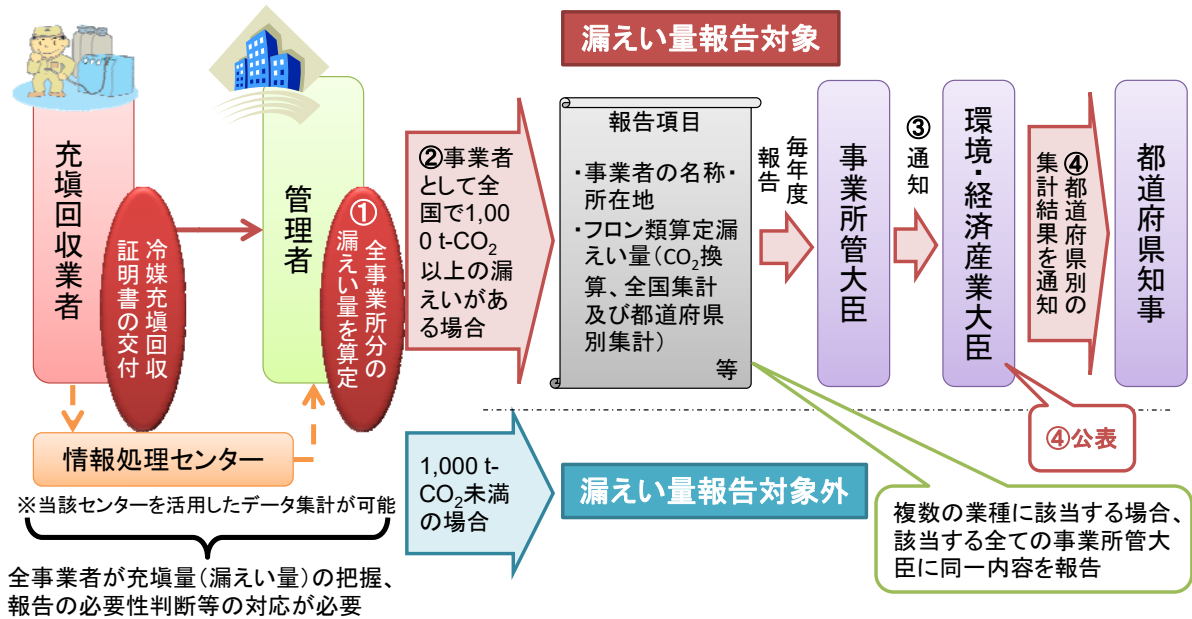 漏えい量報告対象
充填回収業者
冷媒充填回収
証明書の交付
管理者
①全事業所分の
漏えい量を算定
②事業者
として全
国で1,00
0 t-CO₂
以上の漏
えいがあ
る場合
報告項目
・事業者の名称・
所在地
・フロン類算定漏
えい量(CO₂換
算、全国集計
及び都道府県
別集計)
等
毎年度
報告
事業所管大臣
③
通知
環境・経済産業大臣
④都道府県別の
集計結果を通知
都道府県知事
④公表
情報処理センター
※当該センターを活用したデータ集計が可能
全事業者が充填量(漏えい量)の把握、
報告の必要性判断等の対応が必要
1,000 t-
CO₂未満
の場合
漏えい量報告対象外
複数の業種に該当する場合、
該当する全ての事業所管大
臣に同一内容を報告